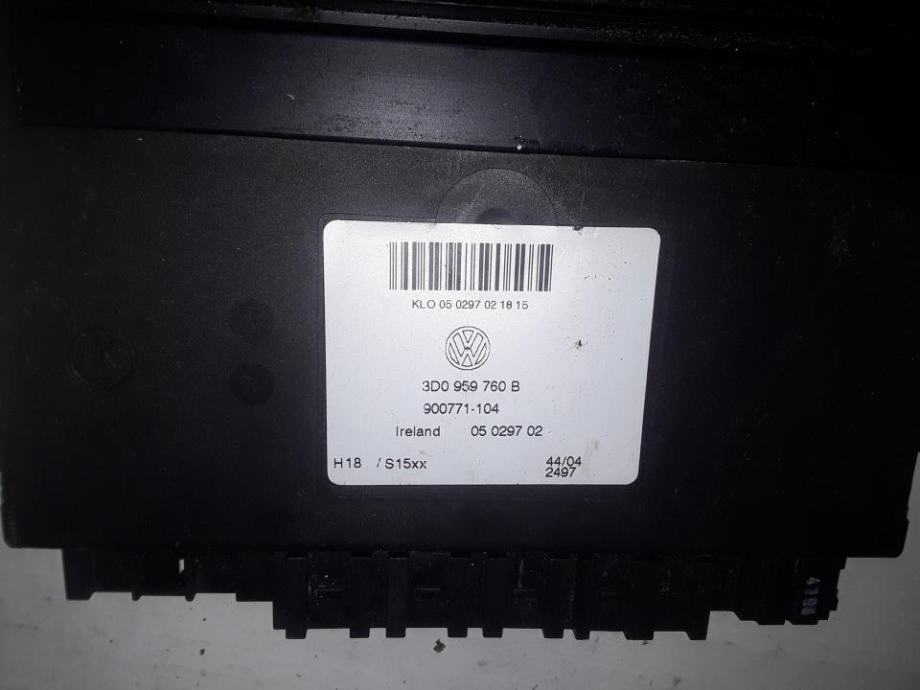 KLO 05 0297 02 18 15
3D0 959 760 B
900771-104
Ireland 05 0297 02
H18 / S15xx 44/04
2497